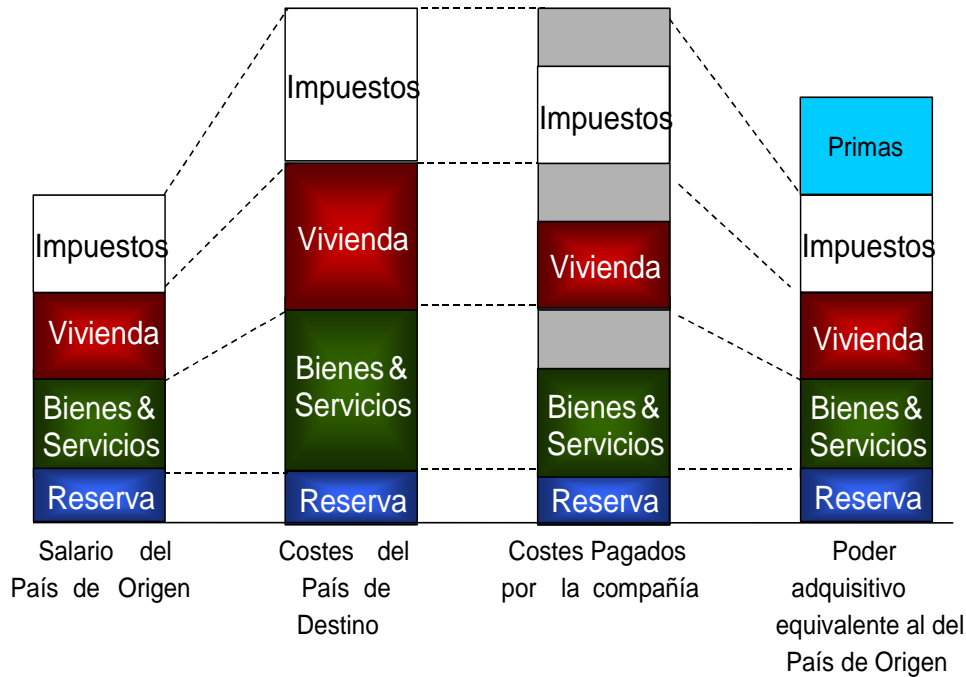 Impuestos
Vivienda
Bienes &
Servicios
Reserva
Salario del
País de Origen
Impuestos
Vivienda
Bienes &
Servicios
Reserva
Costes del
País de
Destino
Impuestos
Vivienda
Bienes &
Servicios
Reserva
Costes Pagados
por la compañía
Primas
Impuestos
Vivienda
Bienes &
Servicios
Reserva
Poder
adquisitivo
equivalente al del
País de Origen